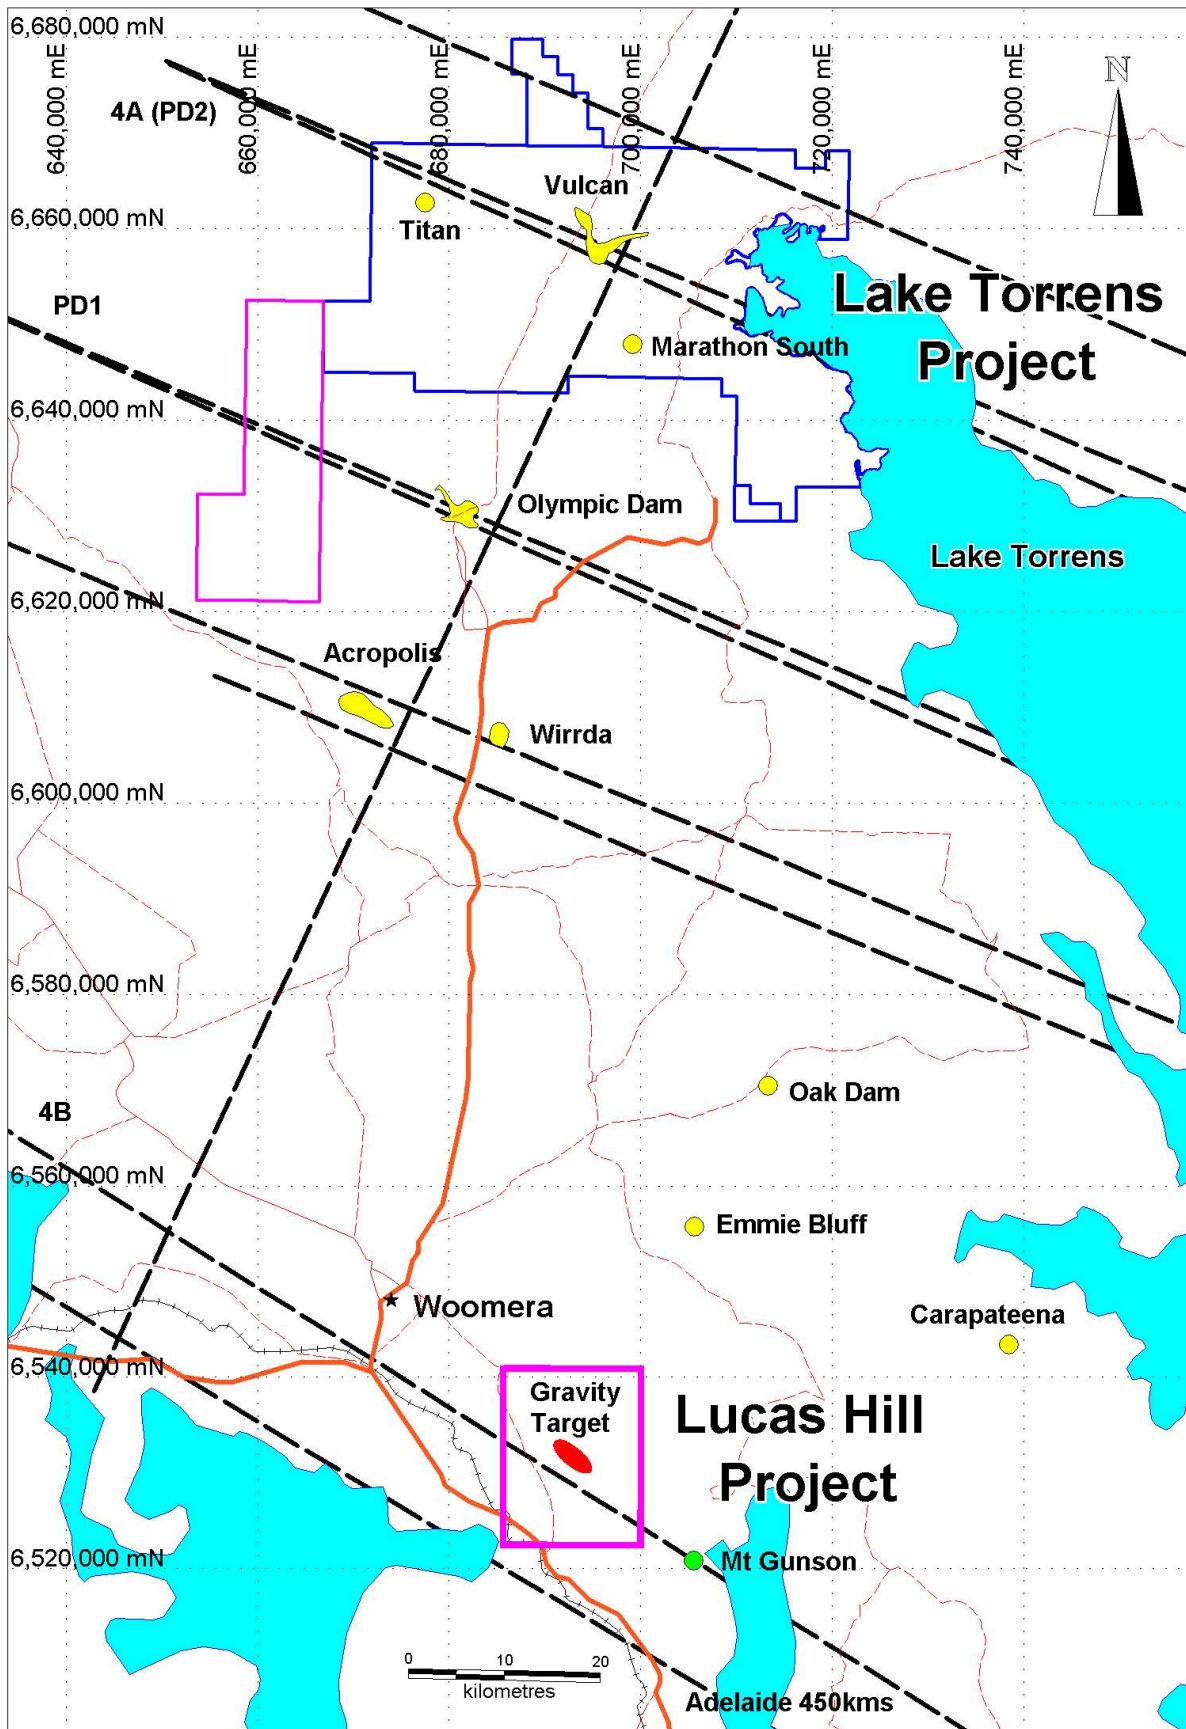 6,680,000 mN
640,000 mE
660,000 mE
680,000 mE
700,000 mE
720,000 mE
740,000 mE
N
4A (PD2)
Vulcan
Titan
6,660,000 mN
Lake Torrens
Project
PD1
Marathon South
6,640,000 mN
Olympic Dam
Lake Torrens
6,620,000 mN
Acropolis
Wirrda
6,600,000 mN
6,580,000 mN
Oak Dam
4B
6,560,000 mN
Emmie Bluff
Woomera
Carapateena
6,540,000 mN
Gravity
Target
Lucas Hill
Project
6,520,000 mN
Mt Gunson
0 10 20
kilometres
Adelaide 450kms